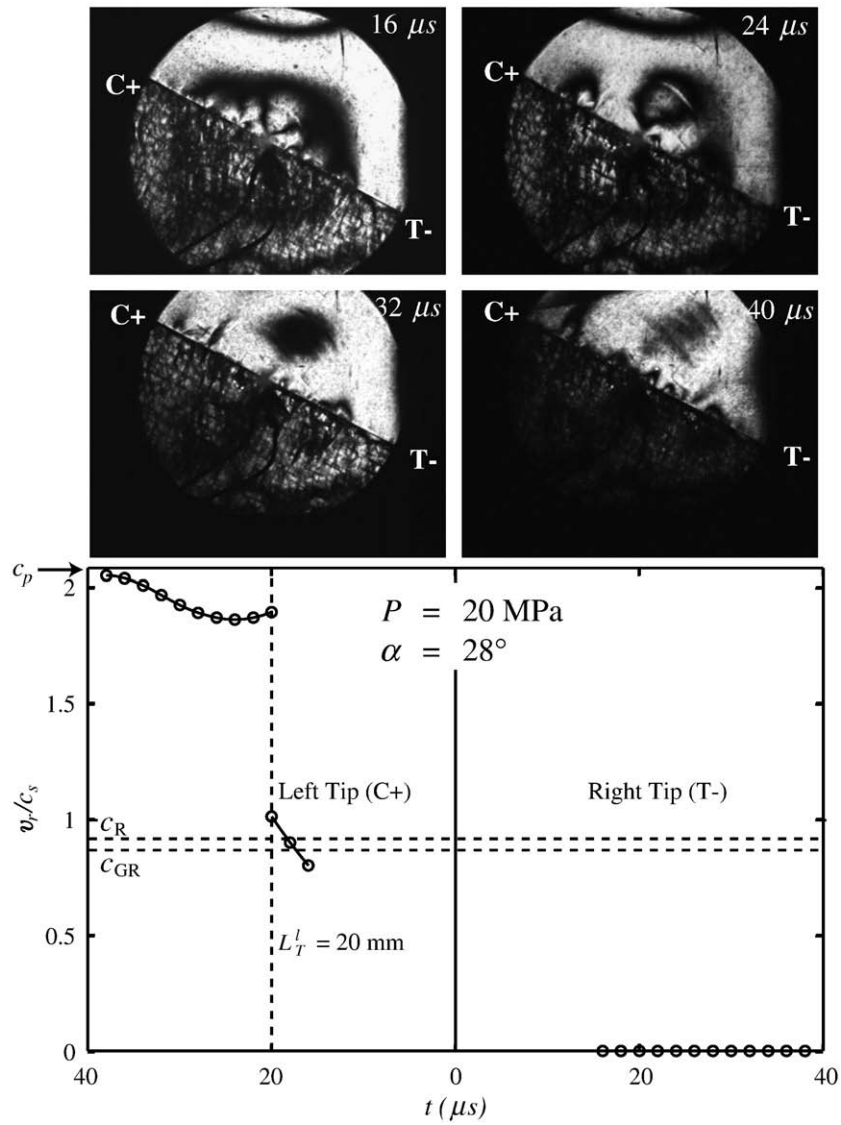 16 μs
24 μs
C+
C+
T-
T-
32 μs
40 μs
C+
C+
T-
T-
c_p
2
P = 20 MPa
α = 28°
1.5
v_r/c_s
Left Tip (C+)
Right Tip (T-)
1
c_R
c_GR
0.5
L_T^l = 20 mm
0
40
20
0
20
40
t (μs)